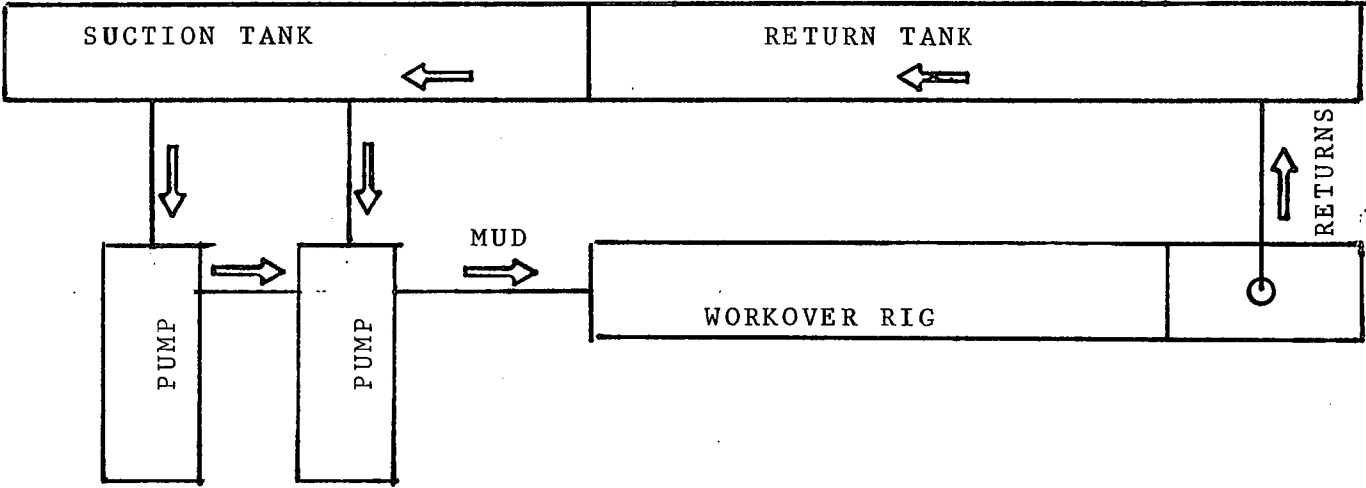 SUCTION TANK
RETURN TANK
RETURNS
MUD
PUMP
PUMP
WORKOVER RIG